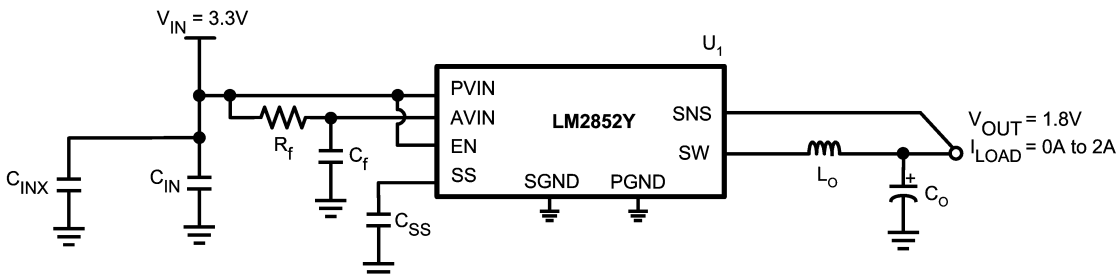 V_IN = 3.3V
U_1
PVIN
AVIN
EN
SS
LM2852Y
SNS
SW
SGND
PGND
R_f
C_f
C_INX
C_IN
C_SS
L_O
+
C_O
V_OUT = 1.8V
I_LOAD = 0A to 2A